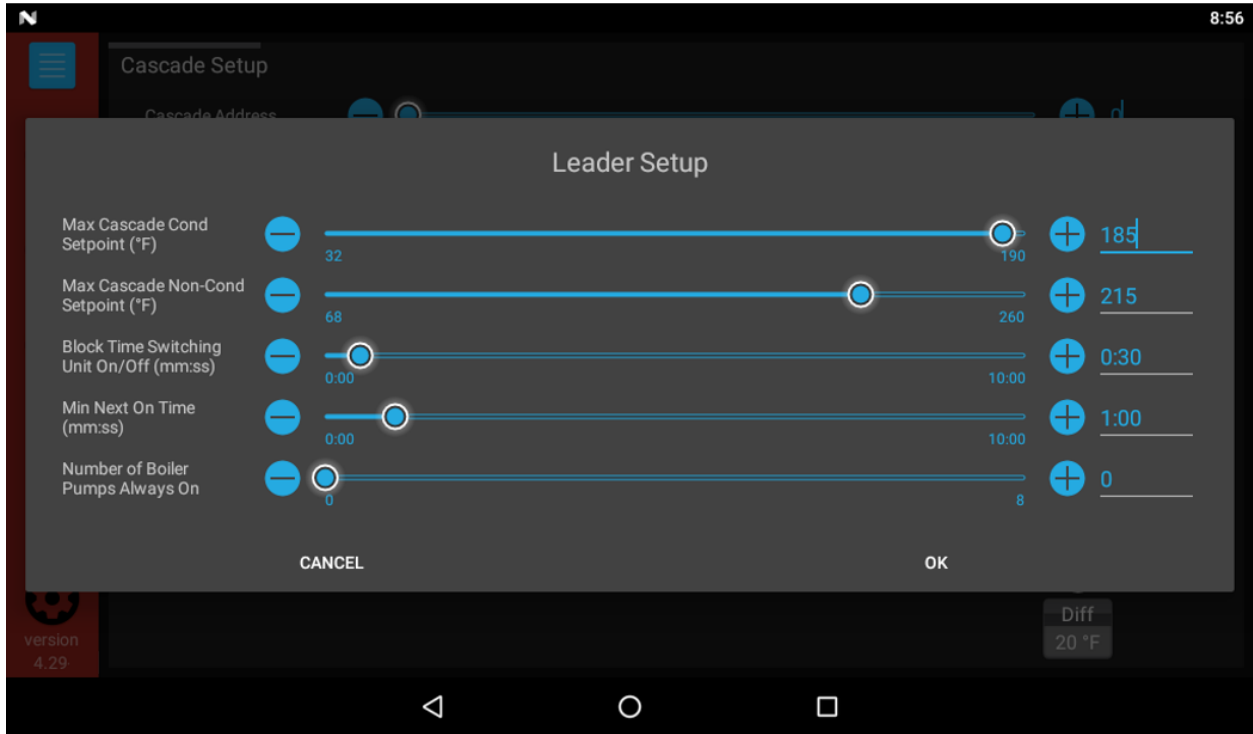 N 8:56
Cascade Setup
Cascade Address
Leader Setup
Max Cascade Cond
Setpoint (°F)
32
190
185
Max Cascade Non-Cond
Setpoint (°F)
68
260
215
Block Time Switching
Unit On/Off (mm:ss)
0:00
10:00
0:30
Min Next On Time
(mm:ss)
0:00
10:00
1:00
Number of Boiler
Pumps Always On
0
8
0
CANCEL OK
Diff
20 °F
version
4.29